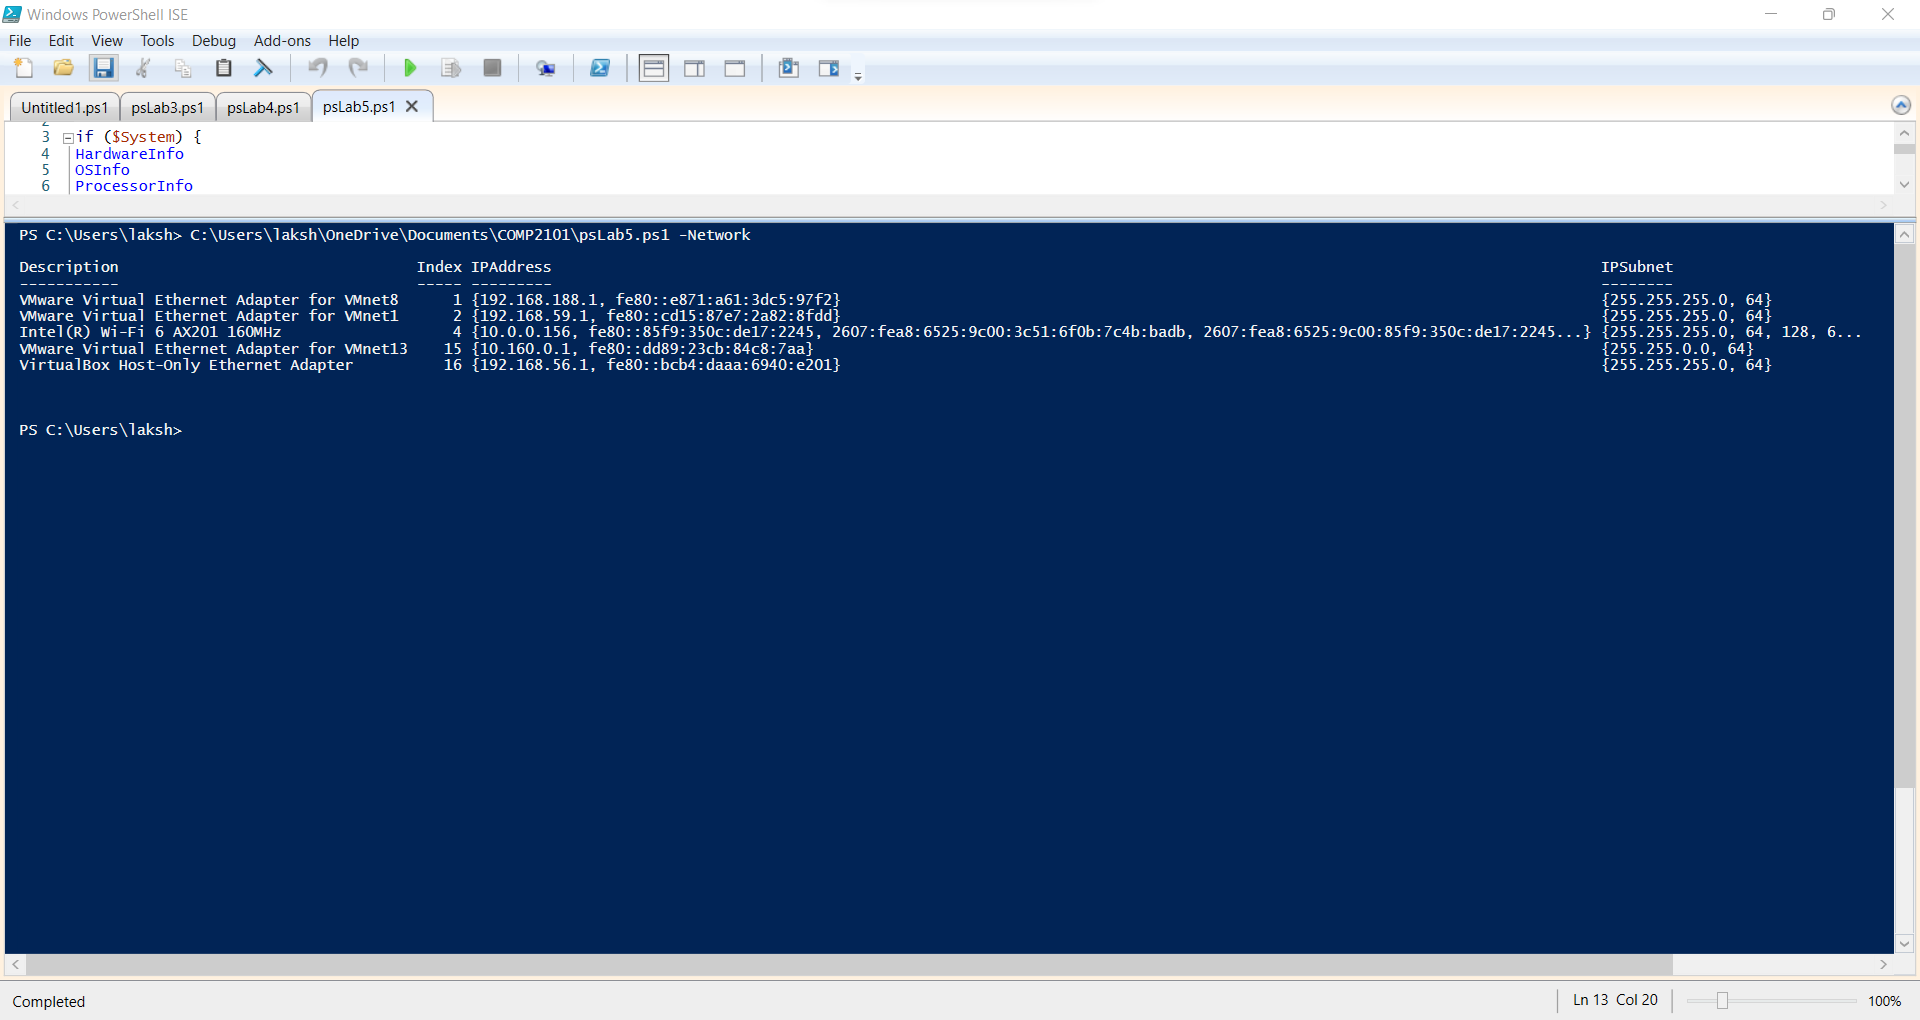 Windows PowerShell ISE
File Edit View Tools Debug Add-ons Help
Untitled1.ps1 psLab3.ps1 psLab4.ps1 psLab5.ps1
3 if ($System) {
4 HardwareInfo
5 OSInfo
6 ProcessorInfo
PS C:\Users\laksh> C:\Users\laksh\OneDrive\Documents\COMP2101\psLab5.ps1 -Network
Description Index IPAddress IPSubnet
----------- ----- --------- --------
VMware Virtual Ethernet Adapter for VMnet8 1 {192.168.188.1, fe80::e871:a61:3dc5:97f2} {255.255.255.0, 64}
VMware Virtual Ethernet Adapter for VMnet1 2 {192.168.59.1, fe80::cd15:87e7:2a82:8fdd} {255.255.255.0, 64}
Intel(R) Wi-Fi 6 AX201 160MHz 4 {10.0.0.156, fe80::85f9:350c:de17:2245, 2607:fea8:6525:9c00:3c51:6f0b:7c4b:badb, 2607:fea8:6525:9c00:85f9:350c:de17:2245...} {255.255.255.0, 64, 128, 6...
VMware Virtual Ethernet Adapter for VMnet13 15 {10.160.0.1, fe80::dd89:23cb:84c8:7aa} {255.255.0.0, 64}
VirtualBox Host-Only Ethernet Adapter 16 {192.168.56.1, fe80::bcb4:daaa:6940:e201} {255.255.255.0, 64}
PS C:\Users\laksh>
Completed Ln 13 Col 20 100%